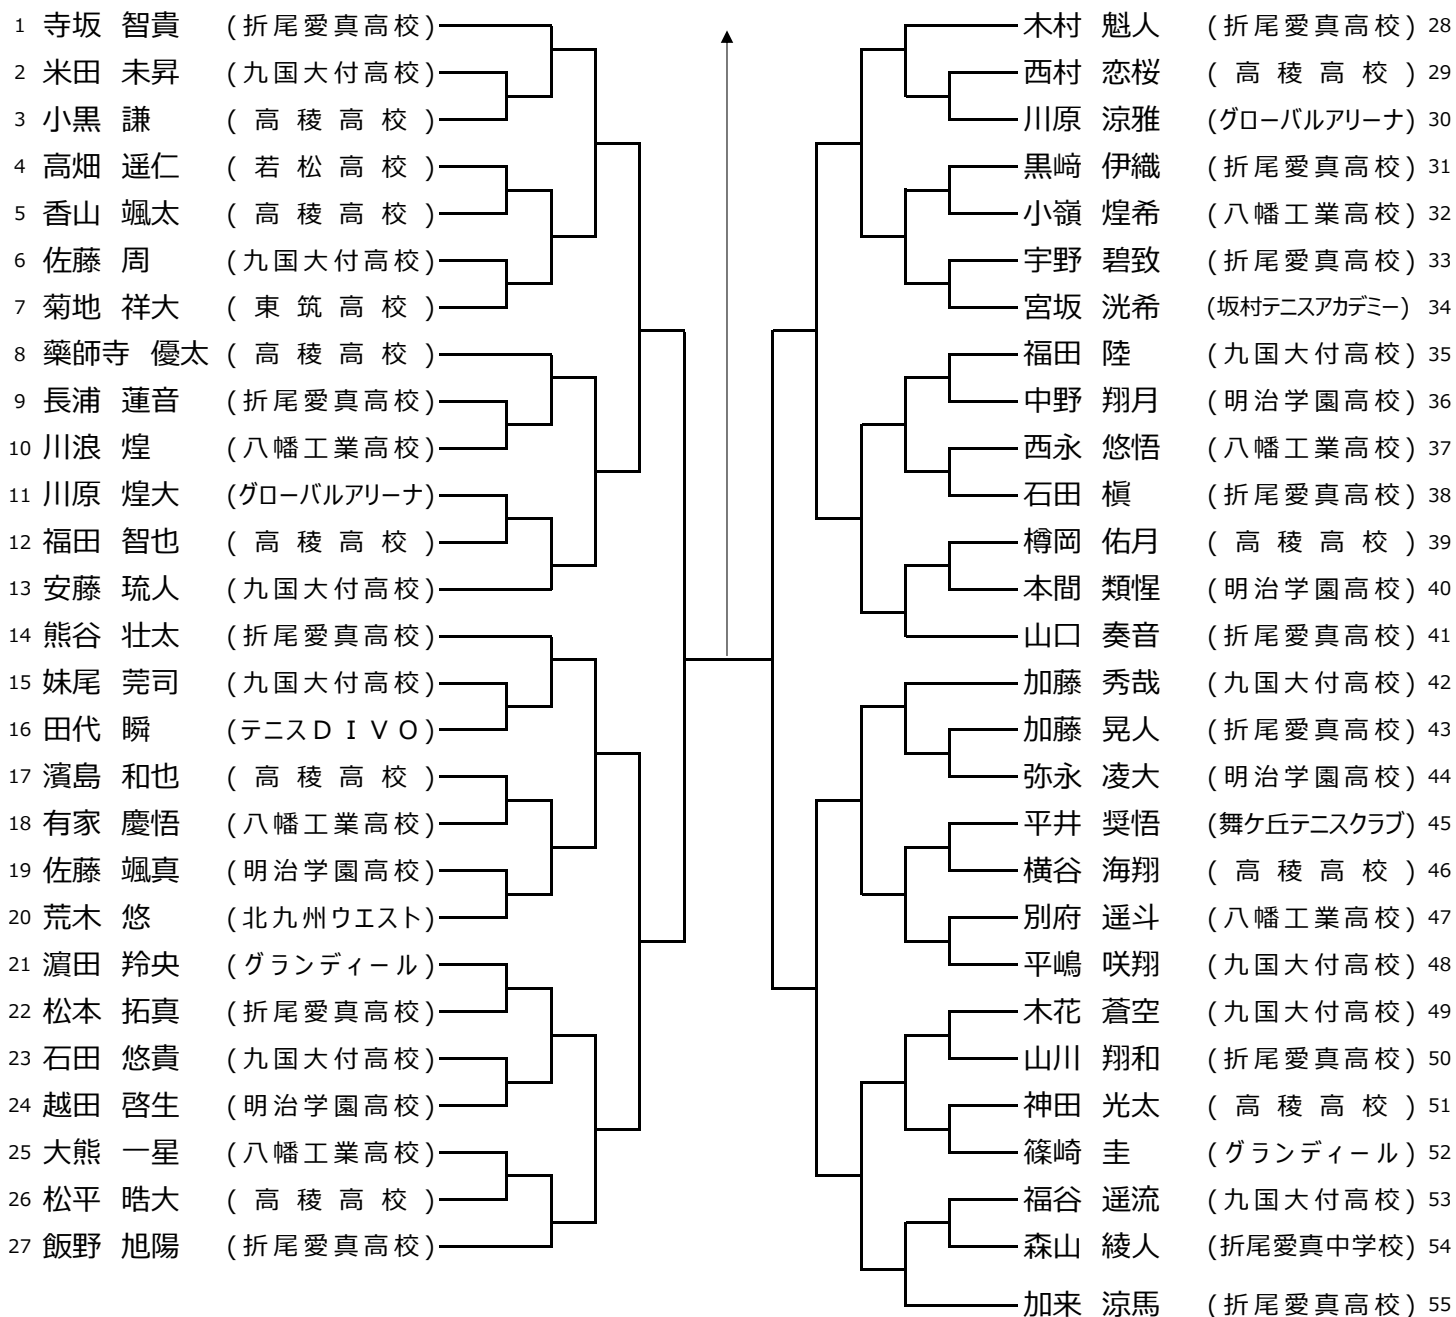 1 寺坂 智貴 (折尾愛真高校)
2 米田 未昇 (九国大付高校)
3 小黒 謙 (高稜高校)
4 高畑 遥仁 (若松高校)
5 香山 颯太 (高稜高校)
6 佐藤 周 (九国大付高校)
7 菊地 祥大 (東筑高校)
8 藥師寺 優太 (高稜高校)
9 長浦 蓮音 (折尾愛真高校)
10 川浪 煌 (八幡工業高校)
11 川原 煌大 (グローバルアリーナ)
12 福田 智也 (高稜高校)
13 安藤 琉人 (九国大付高校)
14 熊谷 壮太 (折尾愛真高校)
15 妹尾 莞司 (九国大付高校)
16 田代 瞬 (テニスDIVO)
17 濱島 和也 (高稜高校)
18 有家 慶悟 (八幡工業高校)
19 佐藤 颯真 (明治学園高校)
20 荒木 悠 (北九州ウエスト)
21 濵田 羚央 (グランディール)
22 松本 拓真 (折尾愛真高校)
23 石田 悠貴 (九国大付高校)
24 越田 啓生 (明治学園高校)
25 大熊 一星 (八幡工業高校)
26 松平 晧大 (高稜高校)
27 飯野 旭陽 (折尾愛真高校)
木村 魁人 (折尾愛真高校) 28
西村 恋桜 (高稜高校) 29
川原 涼雅 (グローバルアリーナ) 30
黒﨑 伊織 (折尾愛真高校) 31
小嶺 煌希 (八幡工業高校) 32
宇野 碧致 (折尾愛真高校) 33
宮坂 洸希 (坂村テニスアカデミー) 34
福田 陸 (九国大付高校) 35
中野 翔月 (明治学園高校) 36
西永 悠悟 (八幡工業高校) 37
石田 槇 (折尾愛真高校) 38
樽岡 佑月 (高稜高校) 39
本間 類惺 (明治学園高校) 40
山口 奏音 (折尾愛真高校) 41
加藤 秀哉 (九国大付高校) 42
加藤 晃人 (折尾愛真高校) 43
弥永 凌大 (明治学園高校) 44
平井 奨悟 (舞ケ丘テニスクラブ) 45
横谷 海翔 (高稜高校) 46
別府 遥斗 (八幡工業高校) 47
平嶋 咲翔 (九国大付高校) 48
木花 蒼空 (九国大付高校) 49
山川 翔和 (折尾愛真高校) 50
神田 光太 (高稜高校) 51
篠崎 圭 (グランディール) 52
福谷 遥流 (九国大付高校) 53
森山 綾人 (折尾愛真中学校) 54
加来 涼馬 (折尾愛真高校) 55